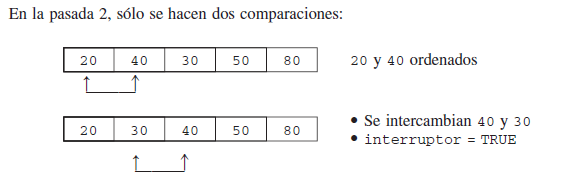 En la pasada 2, sólo se hacen dos comparaciones:
20 40 30 50 80 20 y 40 ordenados
• Se intercambian 40 y 30
20 30 40 50 80 • interruptor = TRUE